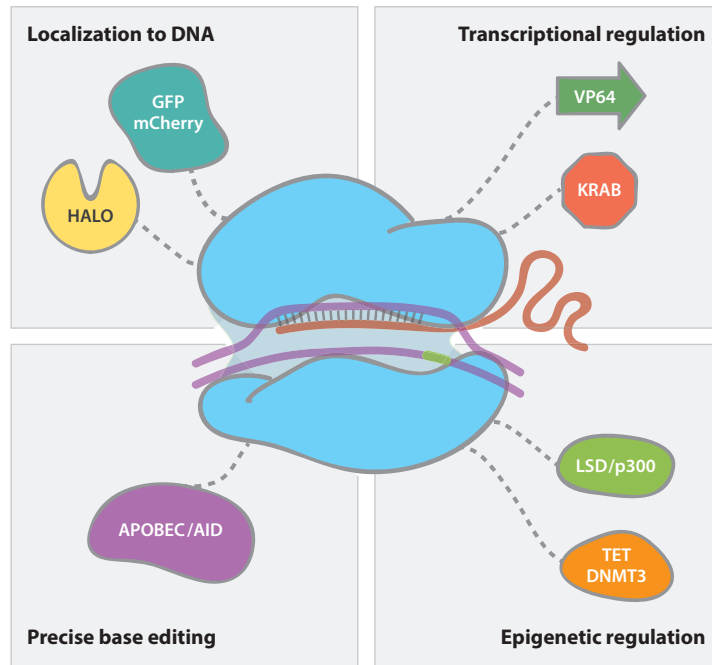 Localization to DNA
GFP
mCherry
HALO
Transcriptional regulation
VP64
KRAB
APOBEC/AID
Precise base editing
LSD/p300
TET
DNMT3
Epigenetic regulation